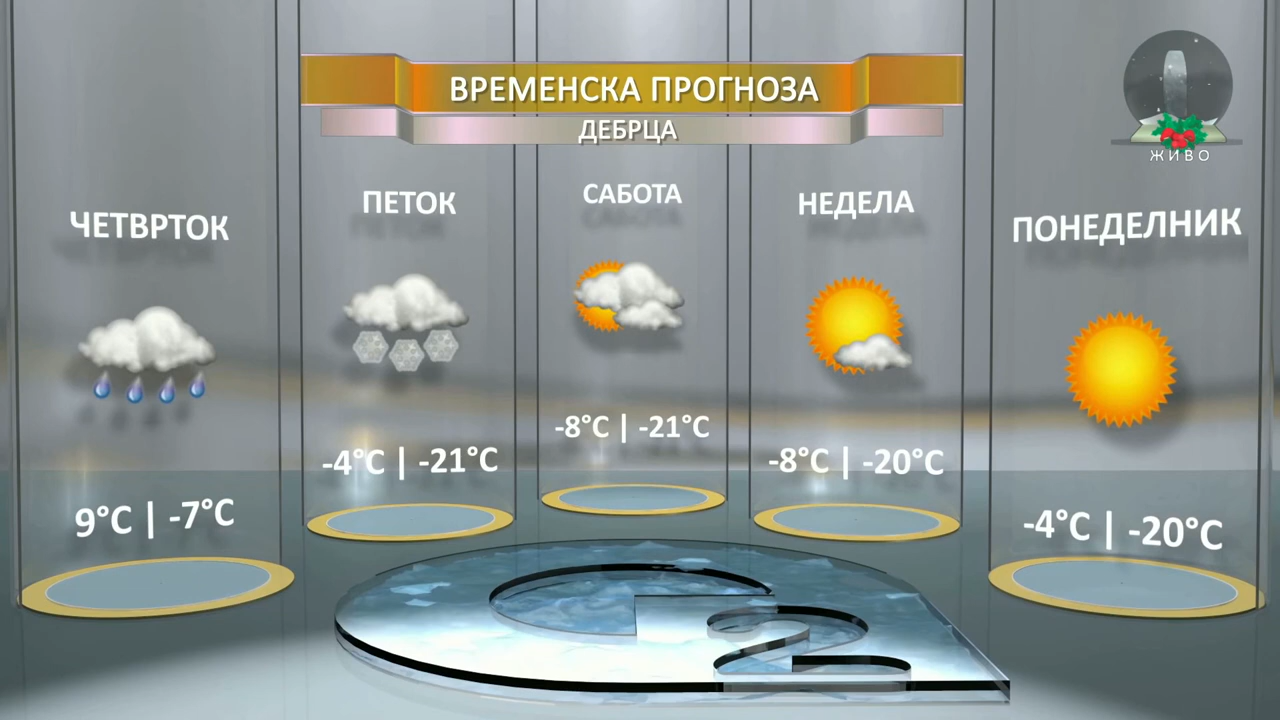 ВРЕМЕНСКА ПРОГНОЗА
ДЕБРЦА
ЖИВО
ЧЕТВРТОК
9°C | -7°C
ПЕТОК
-4°C | -21°C
САБОТА
-8°C | -21°C
НЕДЕЛА
-8°C | -20°C
ПОНЕДЕЛНИК
-4°C | -20°C
2